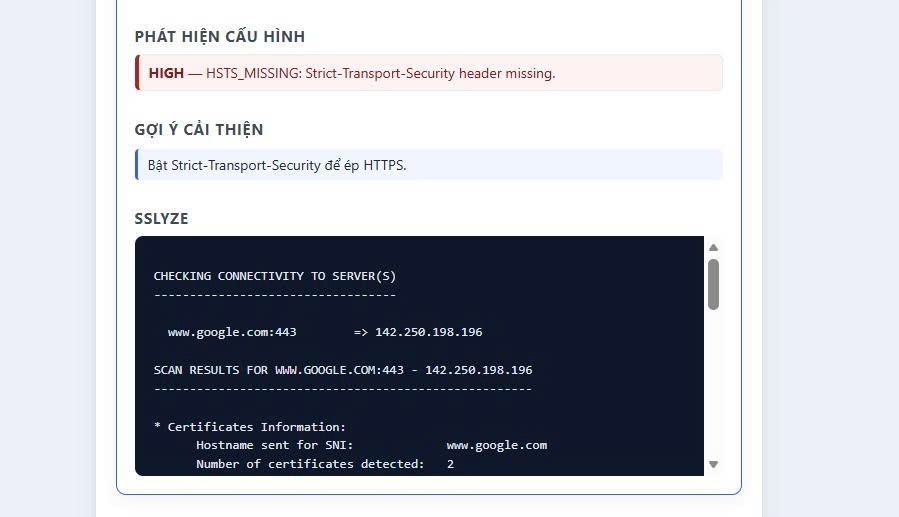 PHÁT HIỆN CẤU HÌNH
HIGH — HSTS_MISSING: Strict-Transport-Security header missing.
GỢI Ý CẢI THIỆN
Bật Strict-Transport-Security để ép HTTPS.
SSLYZE
CHECKING CONNECTIVITY TO SERVER(S)
----------------------------------
www.google.com:443 => 142.250.198.196
SCAN RESULTS FOR WWW.GOOGLE.COM:443 - 142.250.198.196
-----------------------------------------------------
* Certificates Information:
Hostname sent for SNI: www.google.com
Number of certificates detected: 2